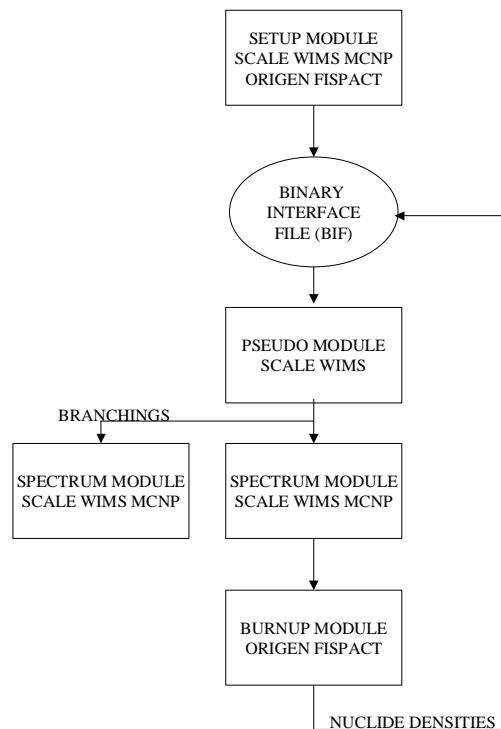 SETUP MODULE
SCALE WIMS MCNP
ORIGEN FISPACT
BINARY
INTERFACE
FILE (BIF)
PSEUDO MODULE
SCALE WIMS
BRANCHINGS
SPECTRUM MODULE
SCALE WIMS MCNP
SPECTRUM MODULE
SCALE WIMS MCNP
BURNUP MODULE
ORIGEN FISPACT
NUCLIDE DENSITIES